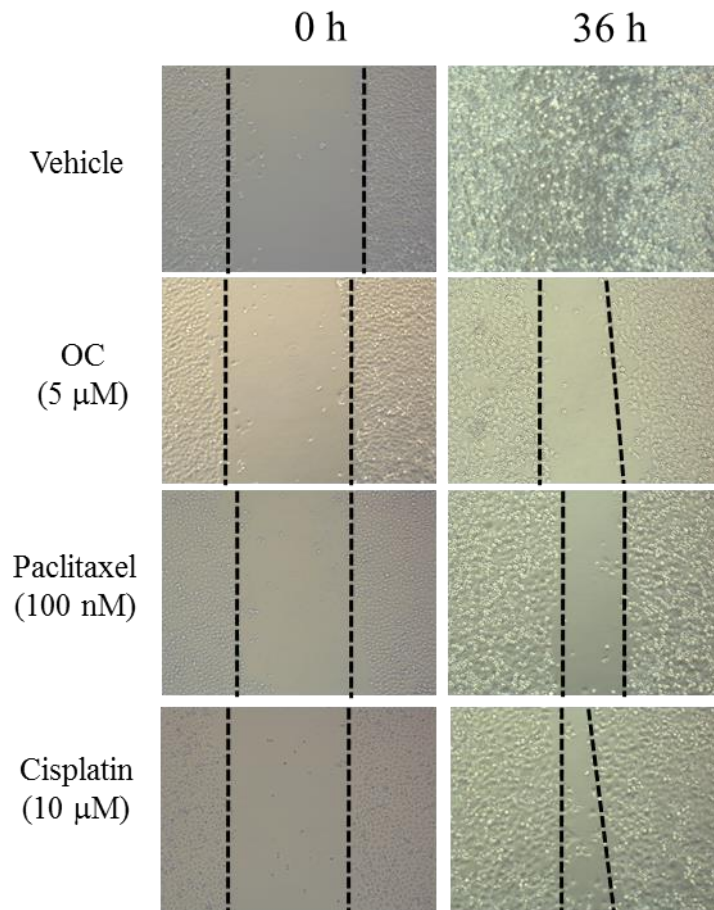 0 h 36 h
Vehicle
OC
(5 μM)
Paclitaxel
(100 nM)
Cisplatin
(10 μM)